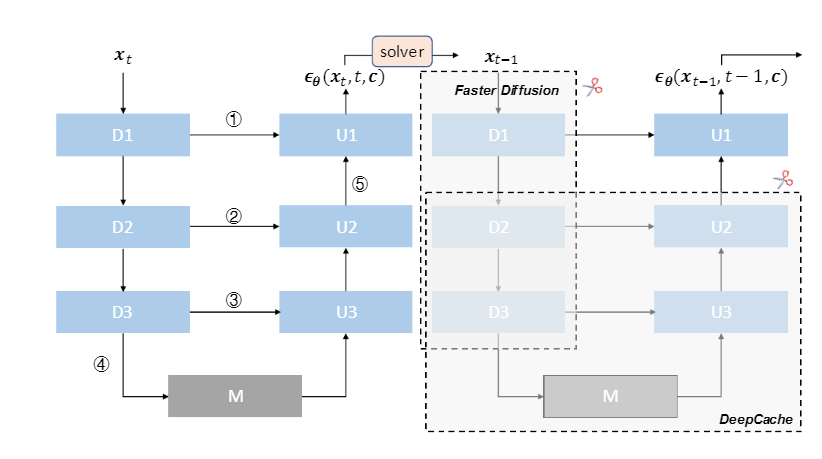 x_t
solver
x_{t−1}
ϵ_θ(x_t, t, c)
ϵ_θ(x_{t−1}, t − 1, c)
Faster Diffusion
D1
①
U1
D1
U1
⑤
D2
②
U2
D2
U2
D3
③
U3
D3
U3
④
M
M
DeepCache